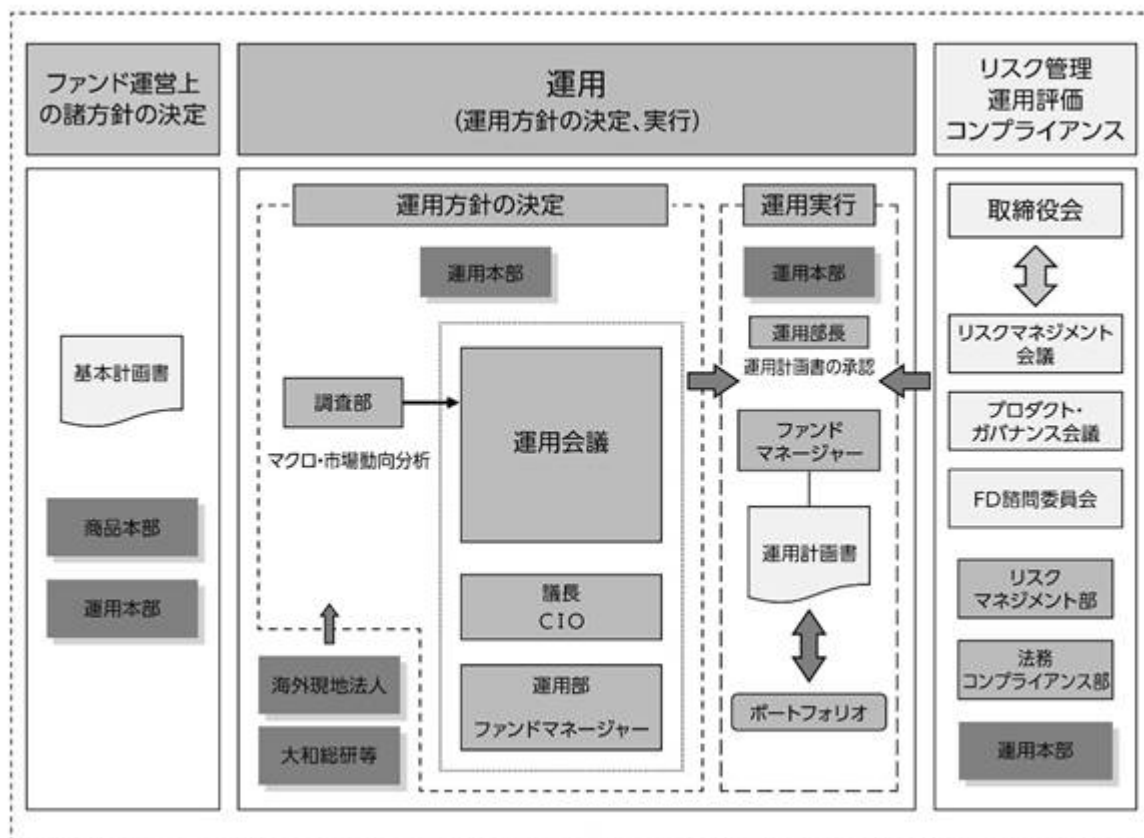 ファンド運営上
の諸方針の決定
運用
(運用方針の決定、実行)
リスク管理
運用評価
コンプライアンス
基本計画書
商品本部
運用本部
運用方針の決定
運用本部
調査部
マクロ・市場動向分析
運用会議
議長
CIO
運用部
ファンドマネージャー
海外現地法人
大和総研等
運用実行
運用本部
運用部長
運用計画書の承認
ファンド
マネージャー
運用計画書
ポートフォリオ
取締役会
リスクマネジメント
会議
プロダクト・
ガバナンス会議
FD諮問委員会
リスク
マネジメント部
法務
コンプライアンス部
運用本部